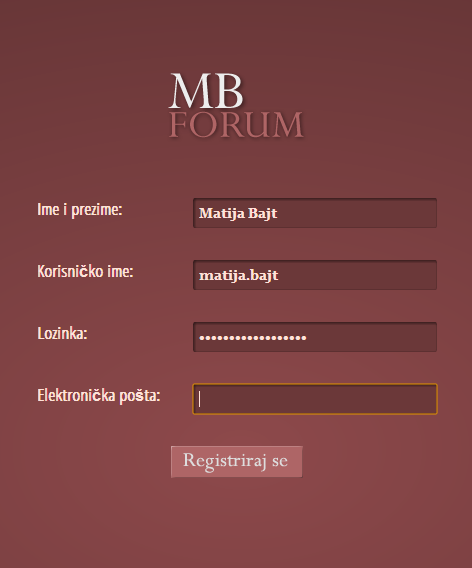 MB
FORUM
Ime i prezime: Matija Bajt
Korisničko ime: matija.bajt
Lozinka: ••••••••••••••••••
Elektronička pošta:
Registriraj se